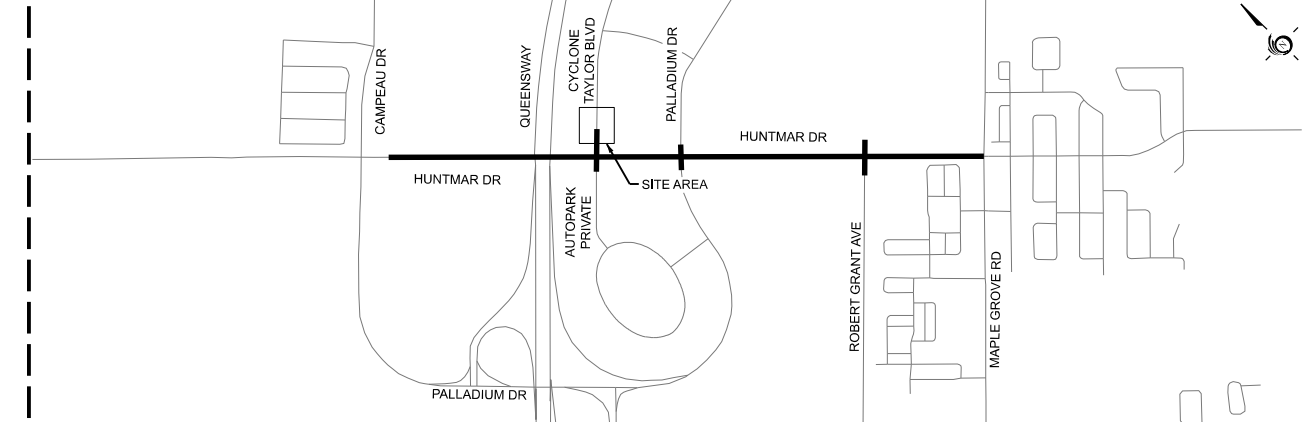 CAMPEAU DR
QUEENSWAY
CYCLONE
TAYLOR BLVD
PALLADIUM DR
HUNTMAR DR
HUNTMAR DR
SITE AREA
AUTOPARK
PRIVATE
ROBERT GRANT AVE
MAPLE GROVE RD
PALLADIUM DR